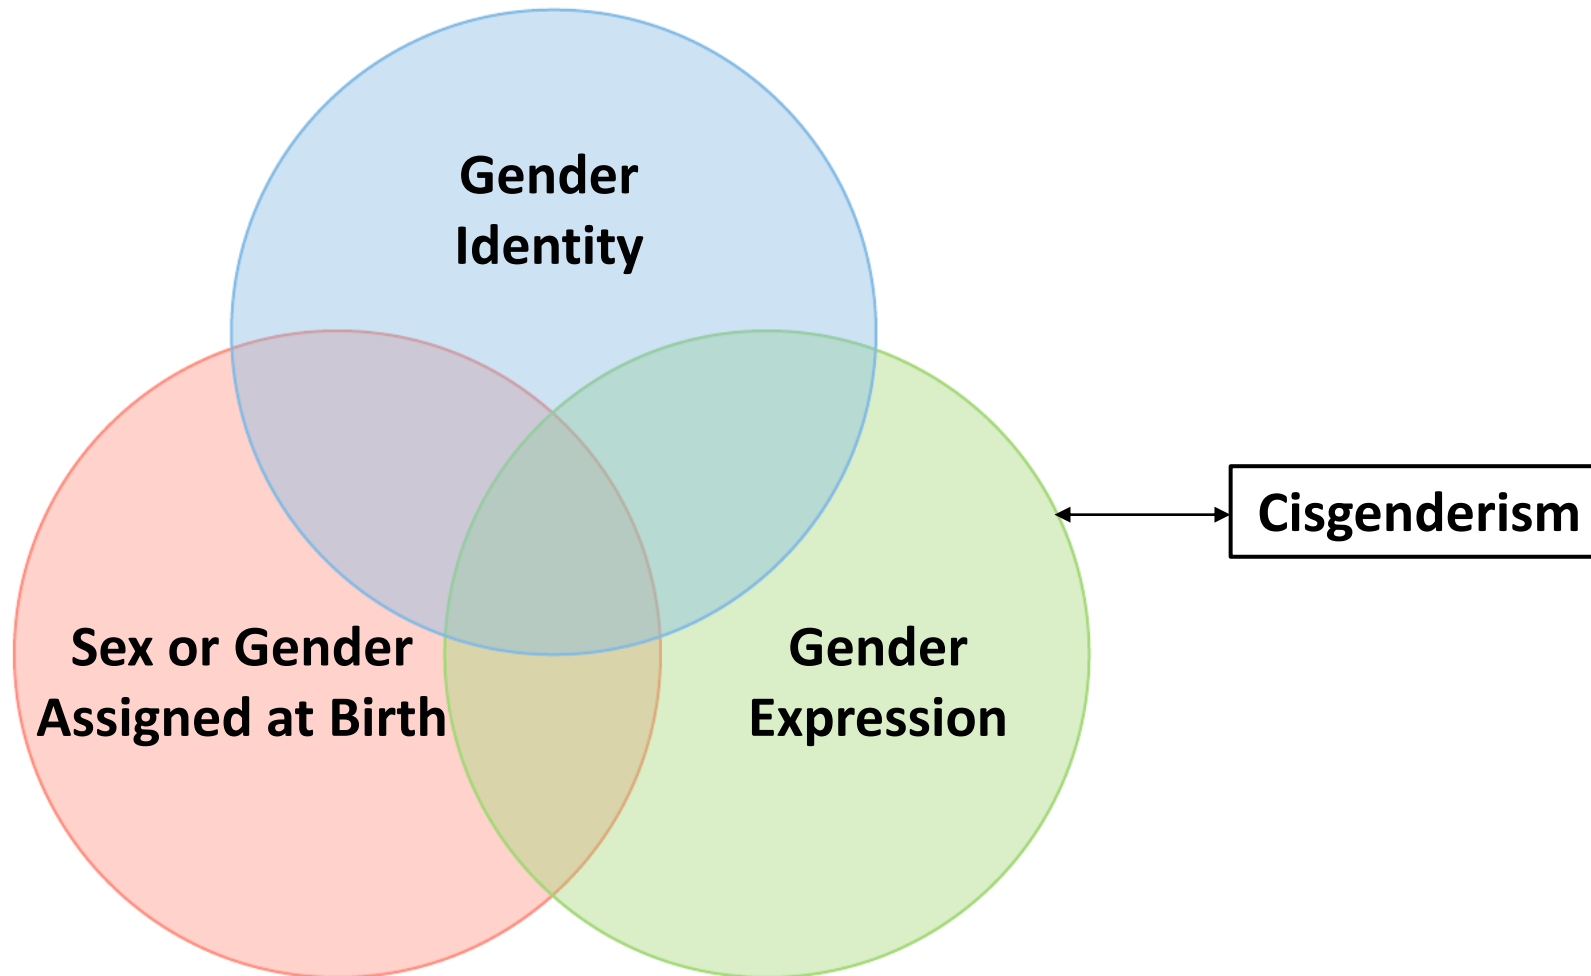 Gender
Identity
Sex or Gender
Assigned at Birth
Gender
Expression
Cisgenderism